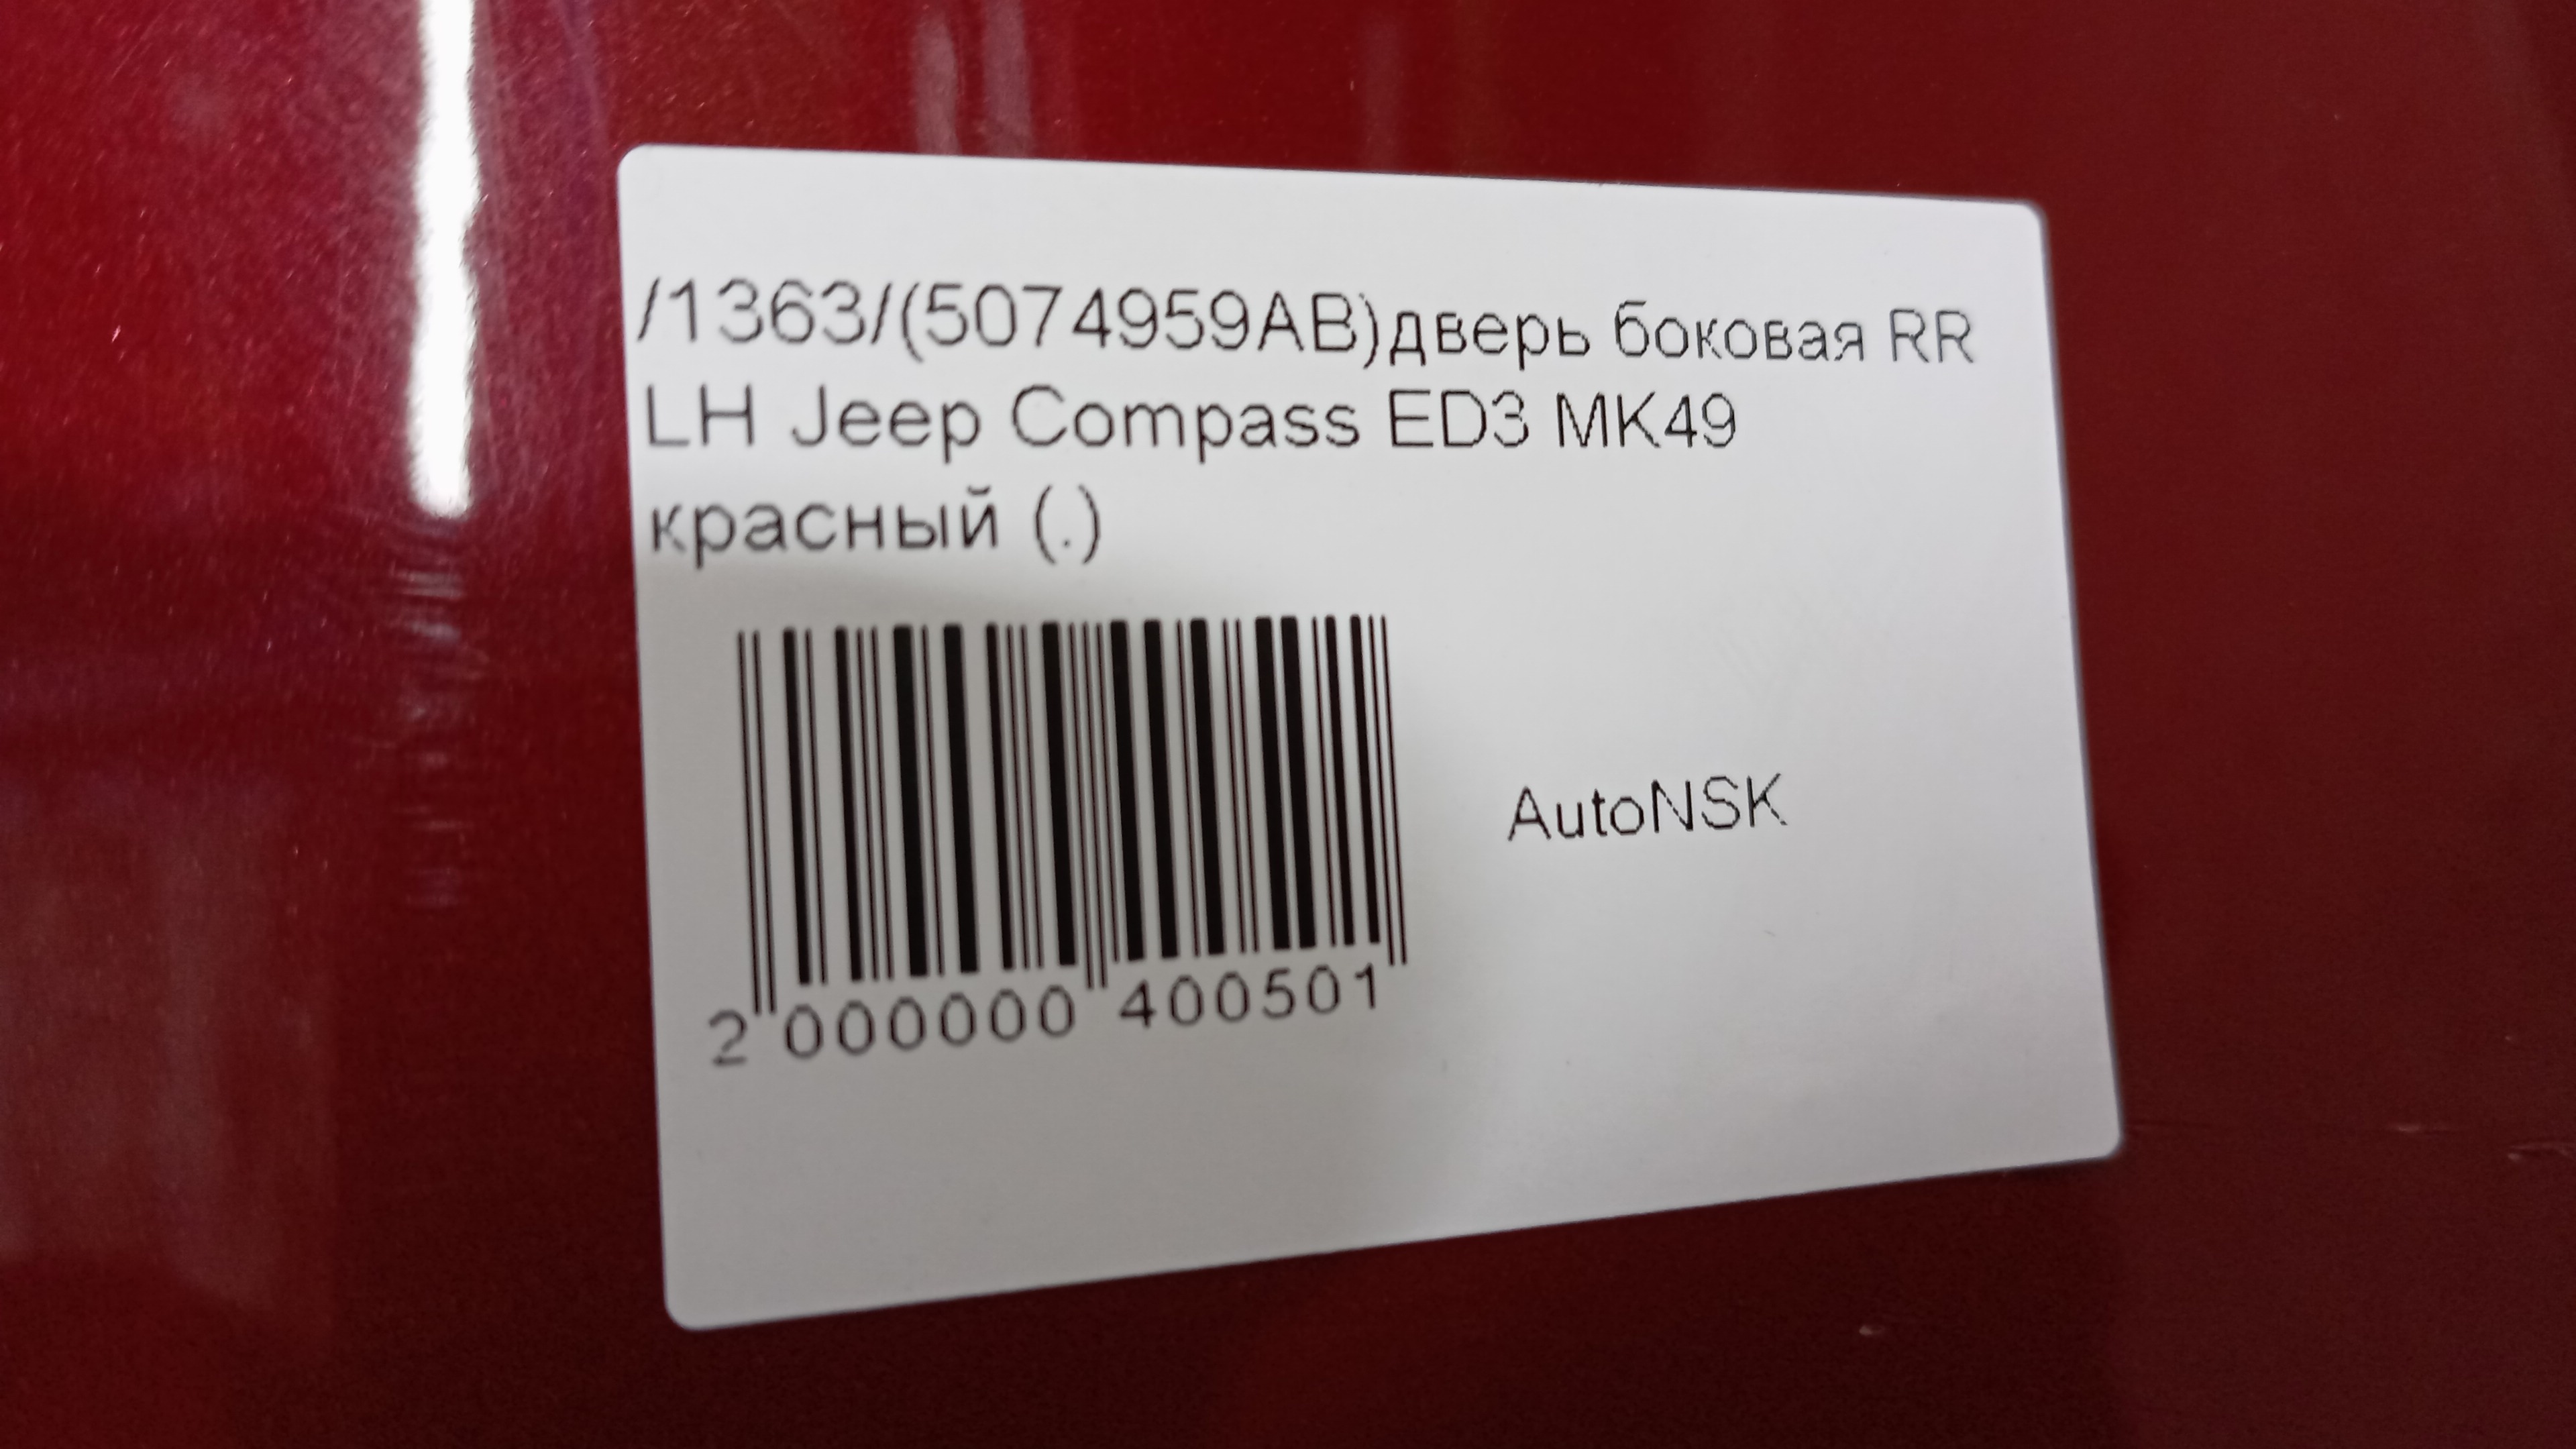 /1363/(5074959AB)дверь боковая RR
LH Jeep Compass ED3 MK49
красный (.)
AutoNSK
2 000000 400501